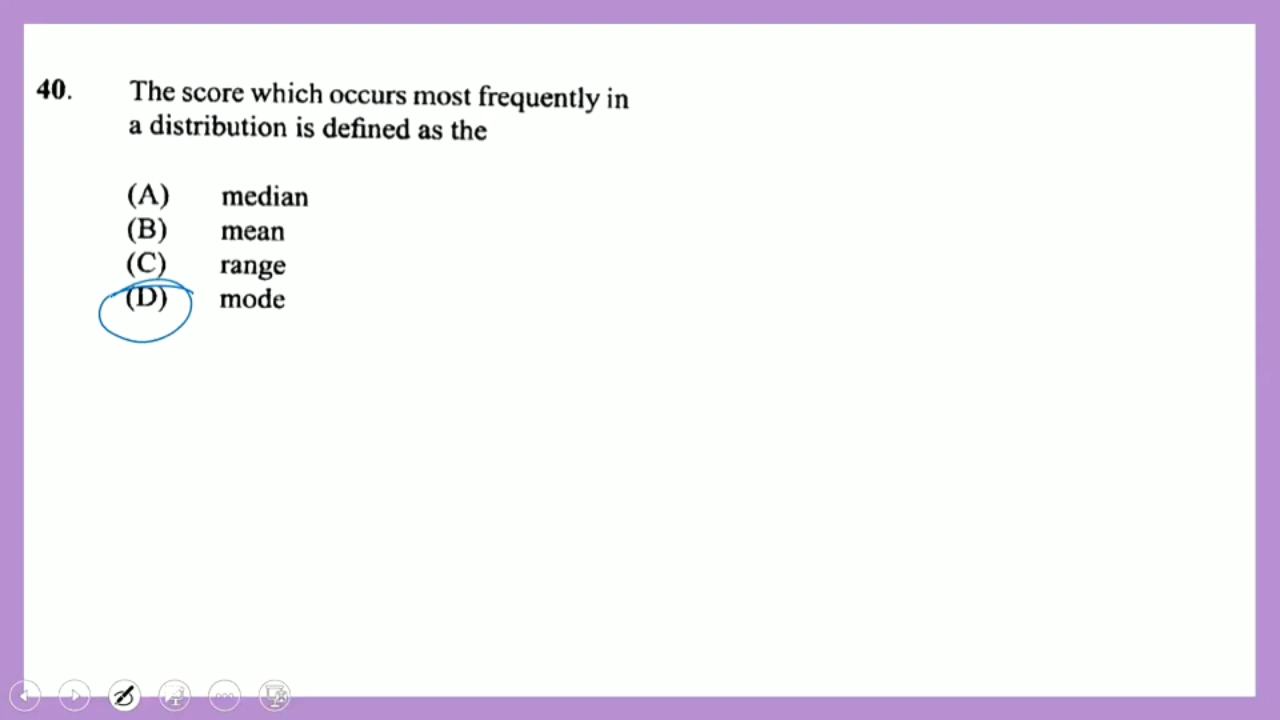 40. The score which occurs most frequently in
a distribution is defined as the
(A) median
(B) mean
(C) range
(D) mode